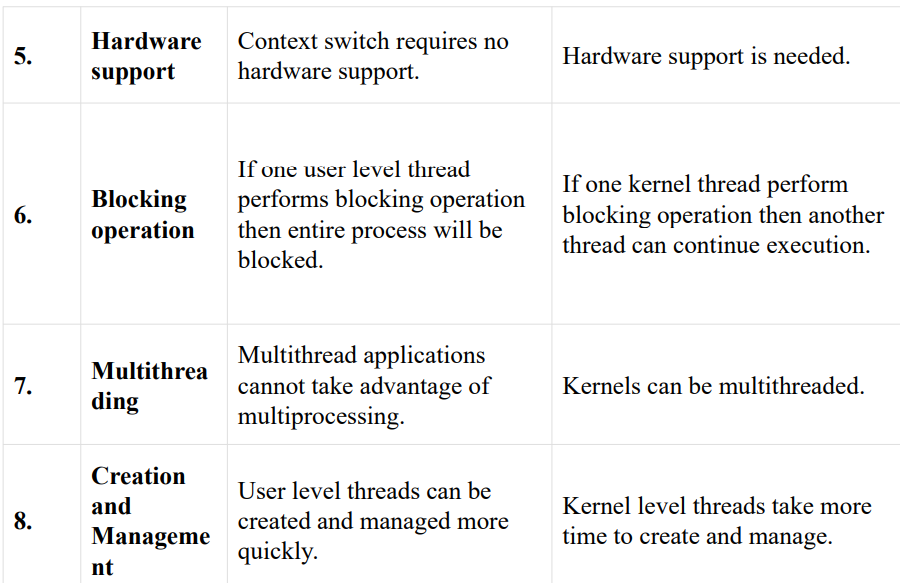 5.
Hardware
support
Context switch requires no
hardware support.
Hardware support is needed.
6.
Blocking
operation
If one user level thread
performs blocking operation
then entire process will be
blocked.
If one kernel thread perform
blocking operation then another
thread can continue execution.
7.
Multithrea
ding
Multithread applications
cannot take advantage of
multiprocessing.
Kernels can be multithreaded.
8.
Creation
and
Manageme
nt
User level threads can be
created and managed more
quickly.
Kernel level threads take more
time to create and manage.